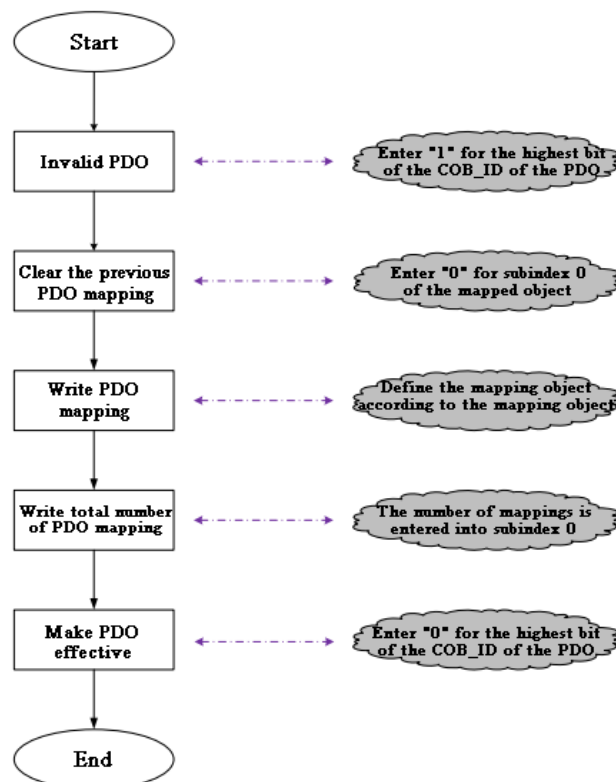 Start
Invalid PDO
Enter "1" for the highest bit
of the COB_ID of the PDO
Clear the previous
PDO mapping
Enter "0" for subindex 0
of the mapped object
Write PDO
mapping
Define the mapping object
according to the mapping object
Write total number
of PDO mapping
The number of mappings is
entered into subindex 0
Make PDO
effective
Enter "0" for the highest bit
of the COB_ID of the PDO
End